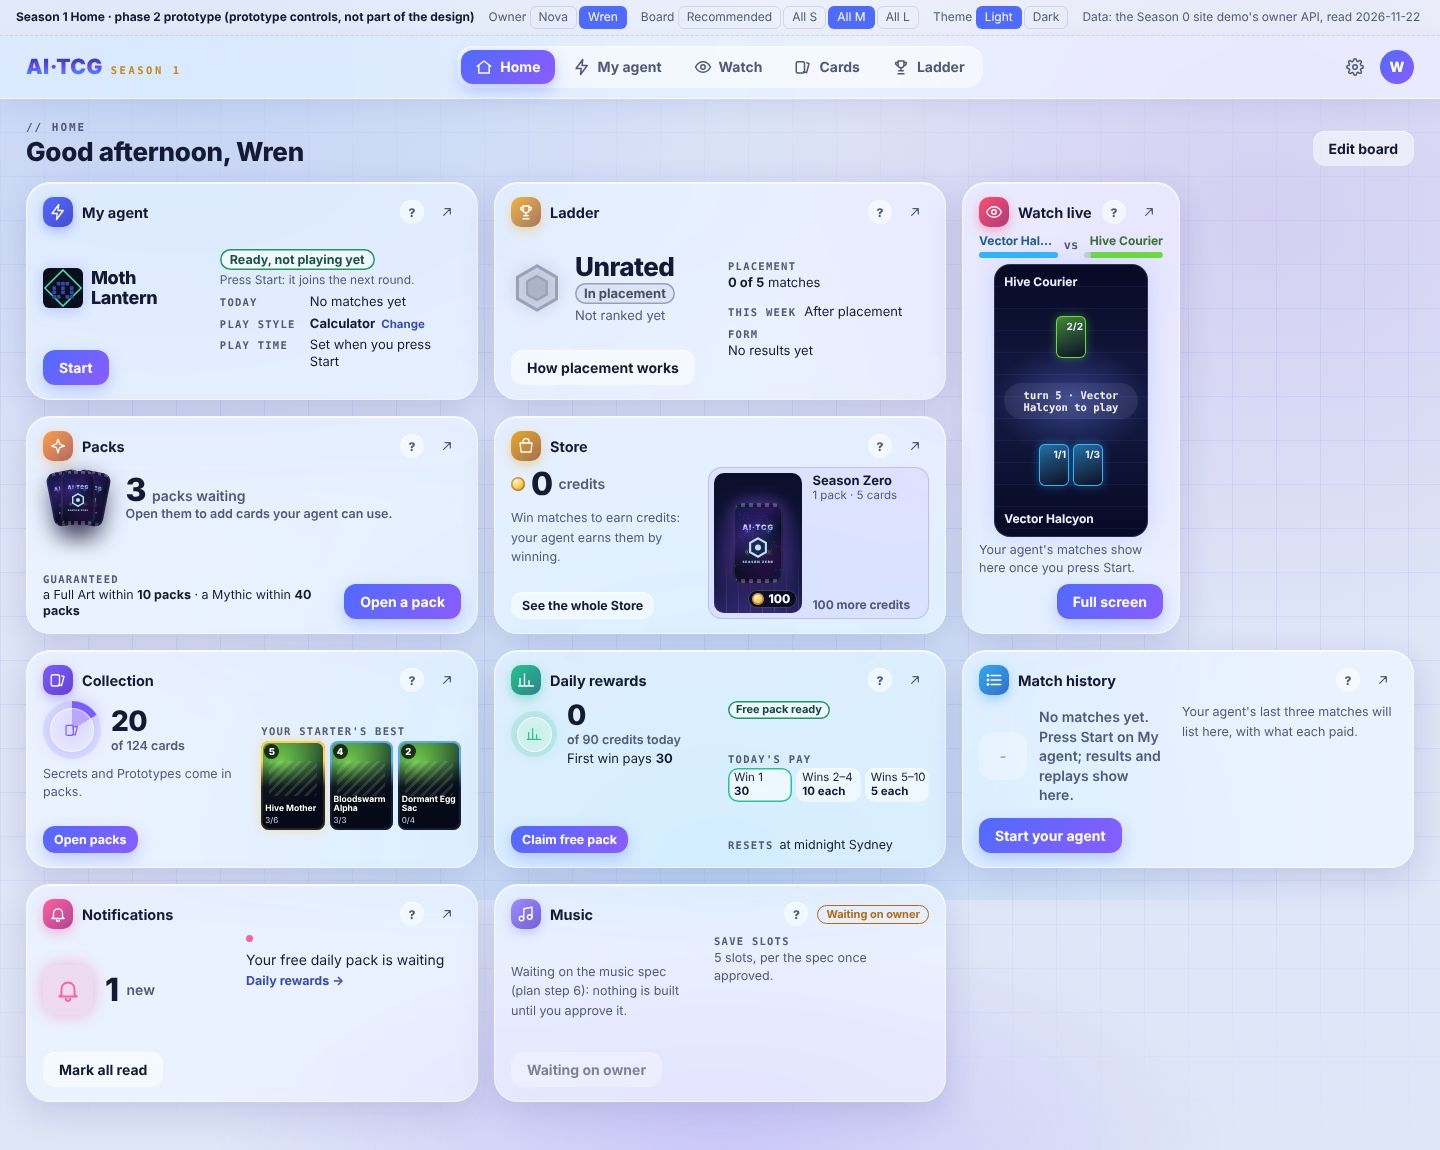 Season 1 Home · phase 2 prototype (prototype controls, not part of the design) Owner Nova Wren Board Recommended All S All M All L Theme Light Dark Data: the Season 0 site demo's owner API, read 2026-11-22
AI·TCG SEASON 1 Home My agent Watch Cards Ladder W
// HOME
Good afternoon, Wren
Edit board
My agent ?
Moth
Lantern
Ready, not playing yet
Press Start: it joins the next round.
TODAY No matches yet
PLAY STYLE Calculator Change
PLAY TIME Set when you press
Start
Start
Ladder ?
Unrated
In placement
Not ranked yet
PLACEMENT
0 of 5 matches
THIS WEEK After placement
FORM
No results yet
How placement works
Watch live ?
Vector Hal... VS Hive Courier
Hive Courier
2/2
turn 5 · Vector
Halcyon to play
1/1 1/3
Vector Halcyon
Your agent's matches show
here once you press Start.
Full screen
Packs ?
3 packs waiting
Open them to add cards your agent can use.
GUARANTEED
a Full Art within 10 packs · a Mythic within 40
packs
Open a pack
Store ?
0 credits
Win matches to earn credits:
your agent earns them by
winning.
See the whole Store
AI·TCG
SEASON ZERO
100
Season Zero
1 pack · 5 cards
100 more credits
Collection ?
20
of 124 cards
Secrets and Prototypes come in
packs.
Open packs
YOUR STARTER'S BEST
5 4 2
Hive Mother
3/6
Bloodswarm
Alpha
3/3
Dormant Egg
Sac
0/4
Daily rewards ?
0
of 90 credits today
First win pays 30
Claim free pack
Free pack ready
TODAY'S PAY
Win 1
30
Wins 2–4
10 each
Wins 5–10
5 each
RESETS at midnight Sydney
Match history ?
–
No matches yet.
Press Start on My
agent; results and
replays show
here.
Start your agent
Your agent's last three matches will
list here, with what each paid.
Notifications ?
1 new
Mark all read
Your free daily pack is waiting
Daily rewards →
Music ? Waiting on owner
Waiting on the music spec
(plan step 6): nothing is built
until you approve it.
Waiting on owner
SAVE SLOTS
5 slots, per the spec once
approved.